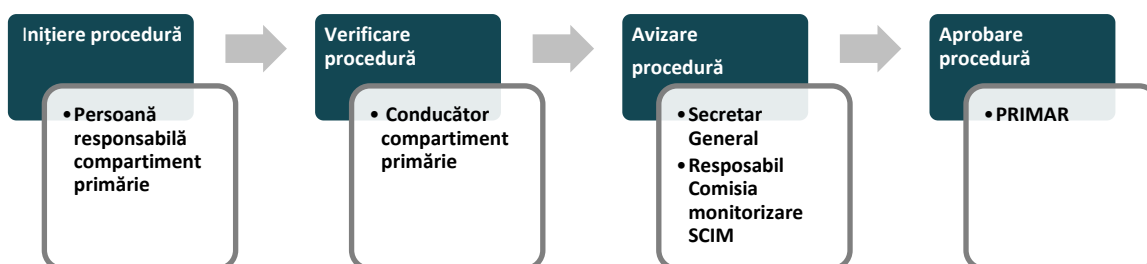 Inițiere procedură
• Persoană
responsabilă
compartiment
primărie
Verificare
procedură
• Conducător
compartiment
primărie
Avizare
procedură
• Secretar
General
• Resposabil
Comisia
monitorizare
SCIM
Aprobare
procedură
• PRIMAR